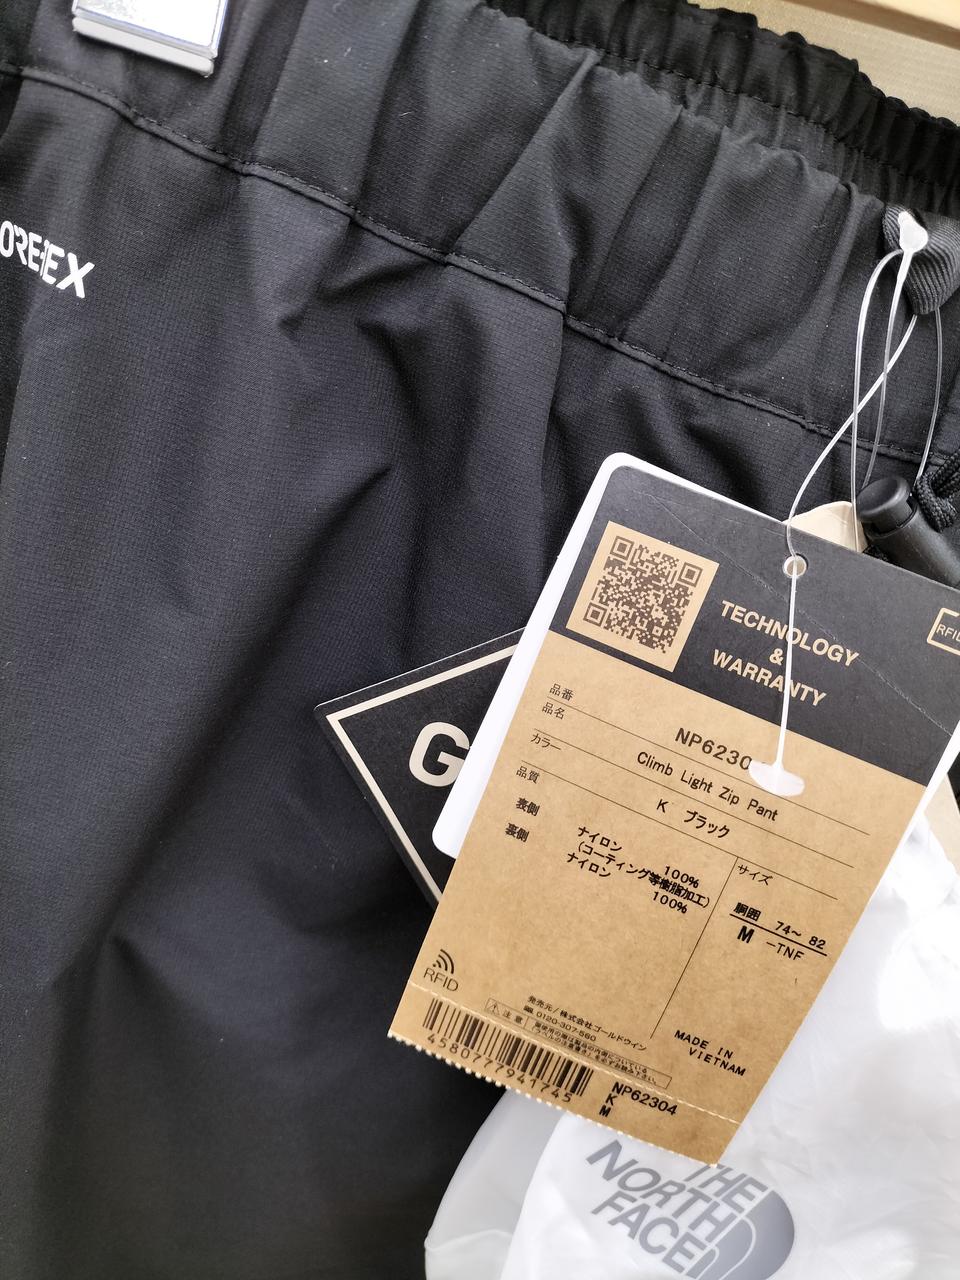 ORETEX
G
RFID
TECHNOLOGY
&
WARRANTY
品番
NP6230
品名
Climb Light Zip Pant
カラー
K ブラック
品質
表側
ナイロン 100%
(コーティング等樹脂加工)
裏側
ナイロン 100%
サイズ
胴囲 74~ 82
M -TNF
RFID
発売元/株式会社ゴールドウイン
0120-307-560
注意
MADE IN
VIETNAM
4580777941745
NP62304
K
M
THE
NORTH
FACE